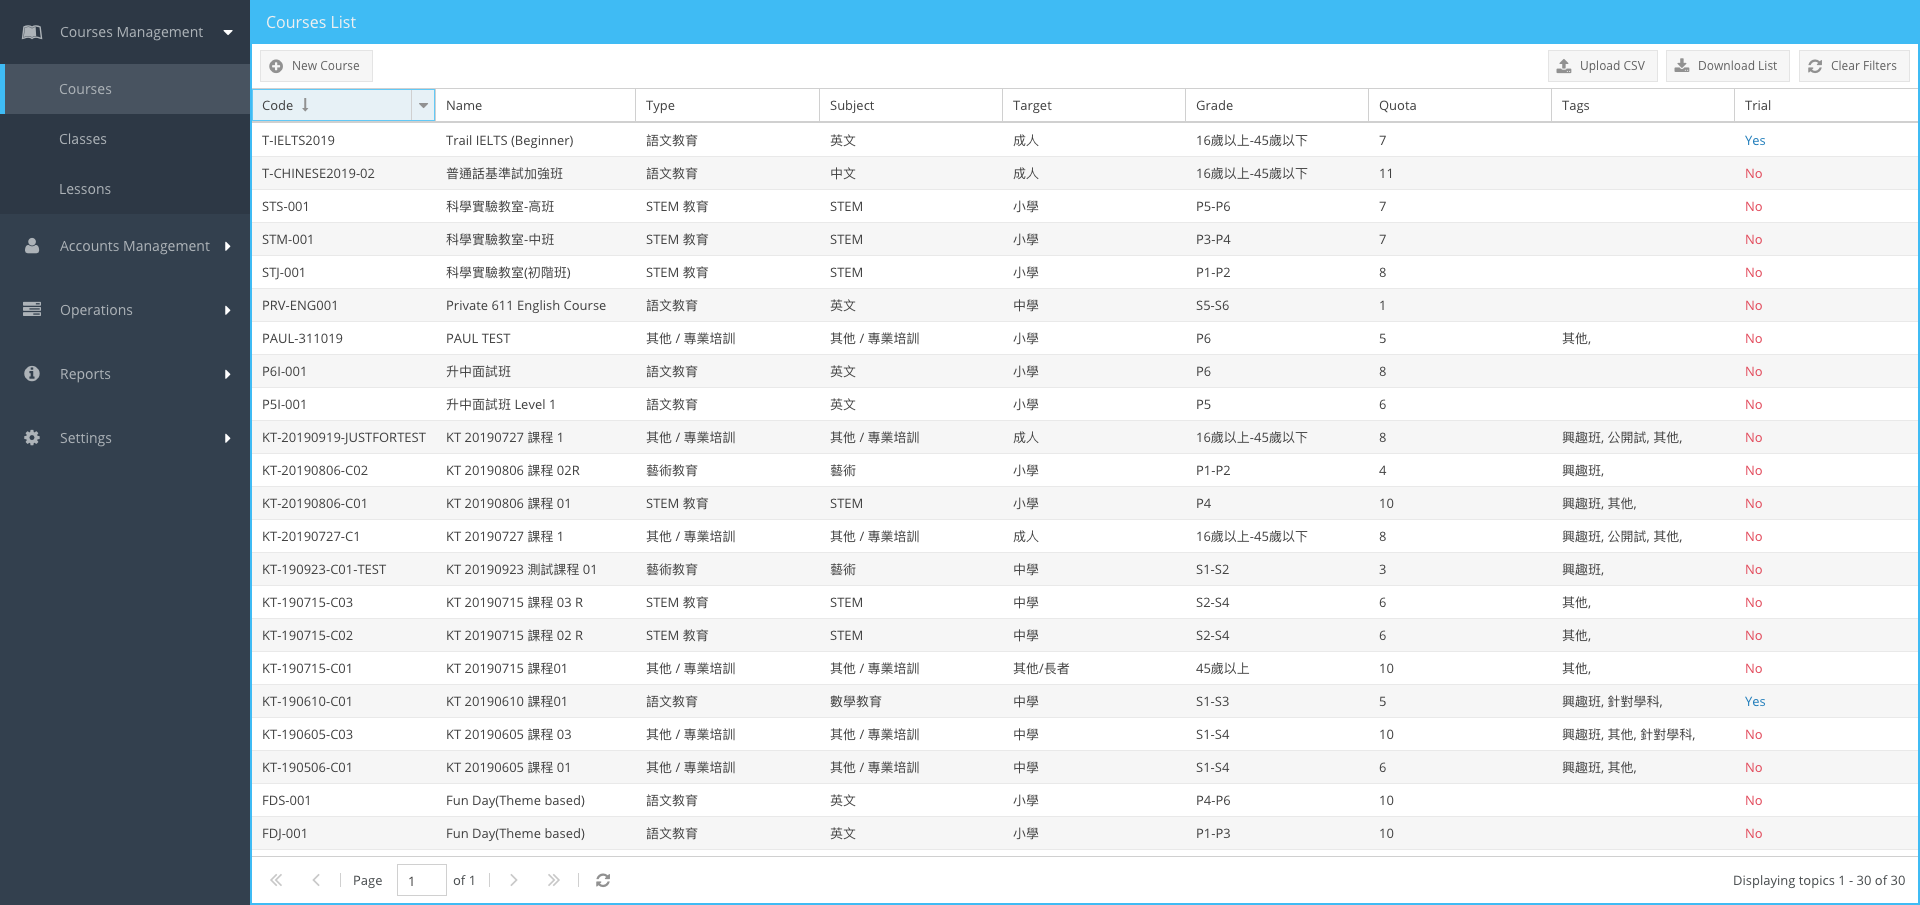 Courses Management
Courses
Classes
Lessons
Accounts Management
Operations
Reports
Settings
Courses List
New Course Upload CSV Download List Clear Filters
Code Name Type Subject Target Grade Quota Tags Trial
T-IELTS2019 Trail IELTS (Beginner) 語文教育 英文 成人 16歲以上-45歲以下 7 Yes
T-CHINESE2019-02 普通話基準試加強班 語文教育 中文 成人 16歲以上-45歲以下 11 No
STS-001 科學實驗教室-高班 STEM 教育 STEM 小學 P5-P6 7 No
STM-001 科學實驗教室-中班 STEM 教育 STEM 小學 P3-P4 7 No
STJ-001 科學實驗教室(初階班) STEM 教育 STEM 小學 P1-P2 8 No
PRV-ENG001 Private 611 English Course 語文教育 英文 中學 S5-S6 1 No
PAUL-311019 PAUL TEST 其他 / 專業培訓 其他 / 專業培訓 小學 P6 5 其他, No
P6I-001 升中面試班 語文教育 英文 小學 P6 8 No
P5I-001 升中面試班 Level 1 語文教育 英文 小學 P5 6 No
KT-20190919-JUSTFORTEST KT 20190727 課程 1 其他 / 專業培訓 其他 / 專業培訓 成人 16歲以上-45歲以下 8 興趣班, 公開試, 其他, No
KT-20190806-C02 KT 20190806 課程 02R 藝術教育 藝術 小學 P1-P2 4 興趣班, No
KT-20190806-C01 KT 20190806 課程 01 STEM 教育 STEM 小學 P4 10 興趣班, 其他, No
KT-20190727-C1 KT 20190727 課程 1 其他 / 專業培訓 其他 / 專業培訓 成人 16歲以上-45歲以下 8 興趣班, 公開試, 其他, No
KT-190923-C01-TEST KT 20190923 測試課程 01 藝術教育 藝術 中學 S1-S2 3 興趣班, No
KT-190715-C03 KT 20190715 課程 03 R STEM 教育 STEM 中學 S2-S4 6 其他, No
KT-190715-C02 KT 20190715 課程 02 R STEM 教育 STEM 中學 S2-S4 6 其他, No
KT-190715-C01 KT 20190715 課程01 其他 / 專業培訓 其他 / 專業培訓 其他/長者 45歲以上 10 其他, No
KT-190610-C01 KT 20190610 課程01 語文教育 數學教育 中學 S1-S3 5 興趣班, 針對學科, Yes
KT-190605-C03 KT 20190605 課程 03 其他 / 專業培訓 其他 / 專業培訓 中學 S1-S4 10 興趣班, 其他, 針對學科, No
KT-190506-C01 KT 20190605 課程 01 其他 / 專業培訓 其他 / 專業培訓 中學 S1-S4 6 興趣班, 其他, No
FDS-001 Fun Day(Theme based) 語文教育 英文 小學 P4-P6 10 No
FDJ-001 Fun Day(Theme based) 語文教育 英文 小學 P1-P3 10 No
Page 1 of 1 Displaying topics 1 - 30 of 30